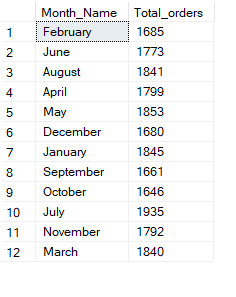 Month_Name Total_orders
1 February 1685
2 June 1773
3 August 1841
4 April 1799
5 May 1853
6 December 1680
7 January 1845
8 September 1661
9 October 1646
10 July 1935
11 November 1792
12 March 1840